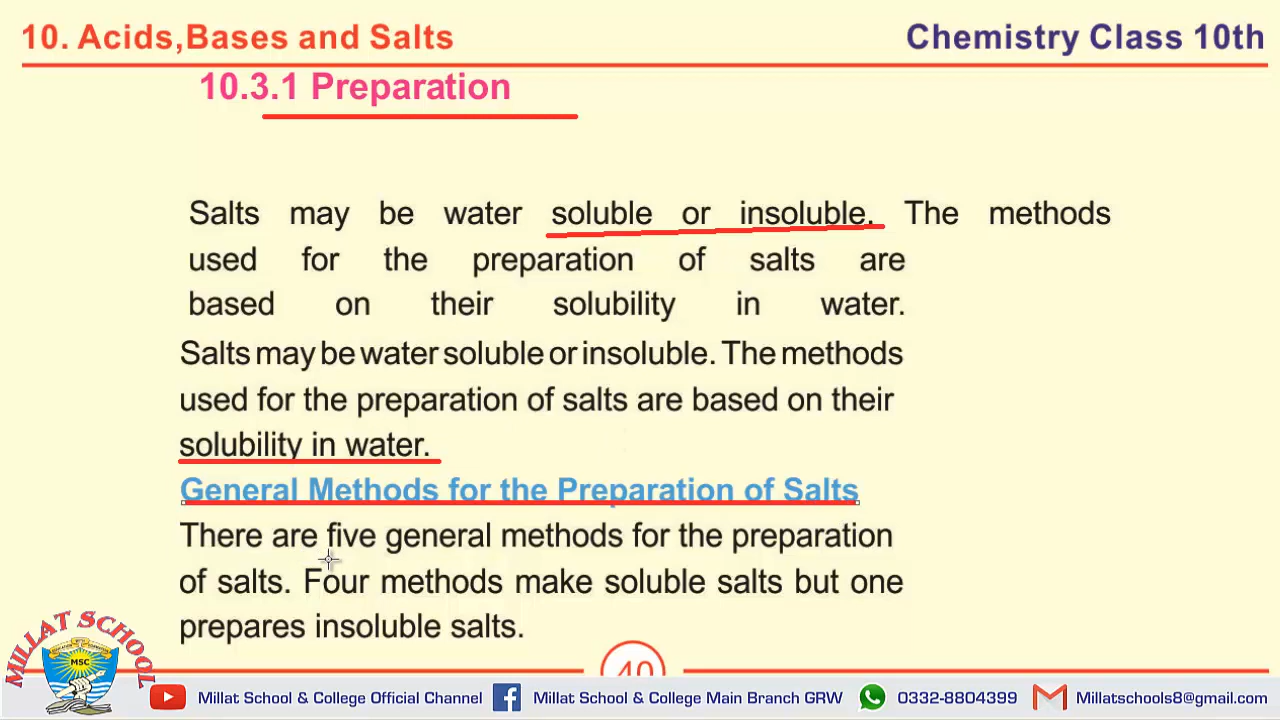 10. Acids,Bases and Salts
Chemistry Class 10th
10.3.1 Preparation
Salts may be water soluble or insoluble. The methods
used for the preparation of salts are
based on their solubility in water.
Salts may be water soluble or insoluble. The methods
used for the preparation of salts are based on their
solubility in water.
General Methods for the Preparation of Salts
There are five general methods for the preparation
of salts. Four methods make soluble salts but one
prepares insoluble salts.
40
MILLAT SCHOOL
MSC
Millat School & College Official Channel
Millat School & College Main Branch GRW
0332-8804399
Millatschools8@gmail.com